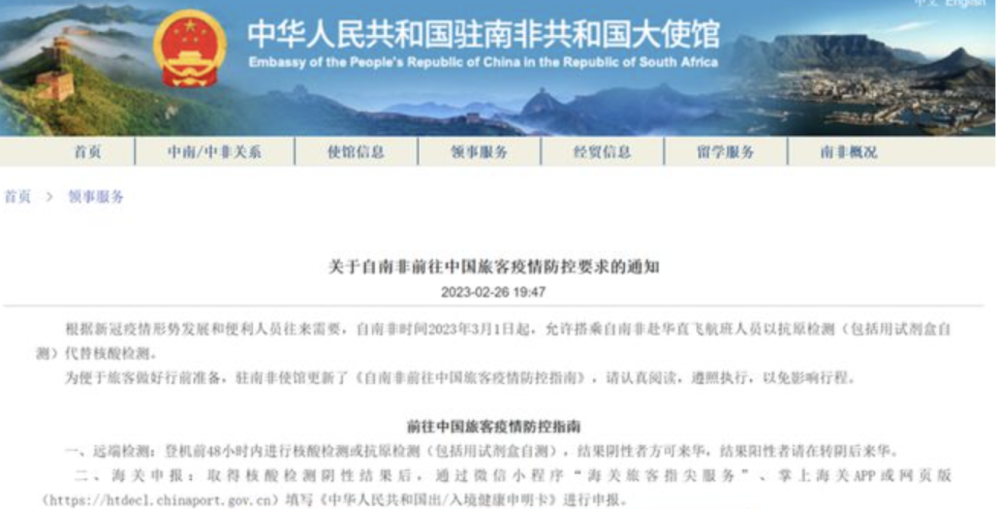 中文 English
中华人民共和国驻南非共和国大使馆
Embassy of the People's Republic of China in the Republic of South Africa
首页 中南/中非关系 使馆信息 领事服务 经贸信息 留学服务 南非概况
首页 > 领事服务
关于自南非前往中国旅客疫情防控要求的通知
2023-02-26 19:47
根据新冠疫情形势发展和便利人员往来需要，自南非时间2023年3月1日起，允许搭乘自南非赴华直飞航班人员以抗原检测（包括用试剂盒自
测）代替核酸检测。
为便于旅客做好行前准备，驻南非使馆更新了《自南非前往中国旅客疫情防控指南》，请认真阅读，遵照执行，以免影响行程。
前往中国旅客疫情防控指南
一、远端检测：登机前48小时内进行核酸检测或抗原检测（包括用试剂盒自测），结果阴性者方可来华，结果阳性者请在转阴后来华。
二、海关申报：取得核酸检测阴性结果后，通过微信小程序“海关旅客指尖服务”、掌上海关APP或网页版
（https://htdecl.chinaport.gov.cn）填写《中华人民共和国出/入境健康申明卡》进行申报。